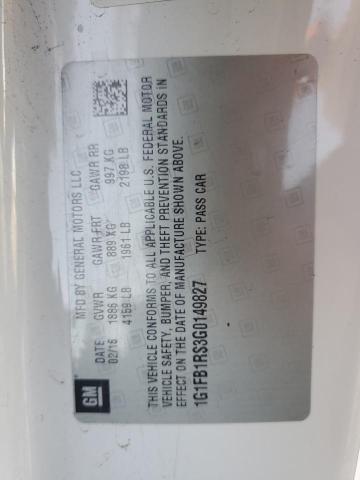 GM
MFD BY GENERAL MOTORS LLC
DATE GVWR GAWR FRT GAWR RR
02/16 1886 KG 889 KG 997 KG
4159 LB 1961 LB 2198 LB
THIS VEHICLE CONFORMS TO ALL APPLICABLE U.S. FEDERAL MOTOR
VEHICLE SAFETY, BUMPER, AND THEFT PREVENTION STANDARDS IN
EFFECT ON THE DATE OF MANUFACTURE SHOWN ABOVE.
1G1FB1RS3G0149827 TYPE: PASS CAR